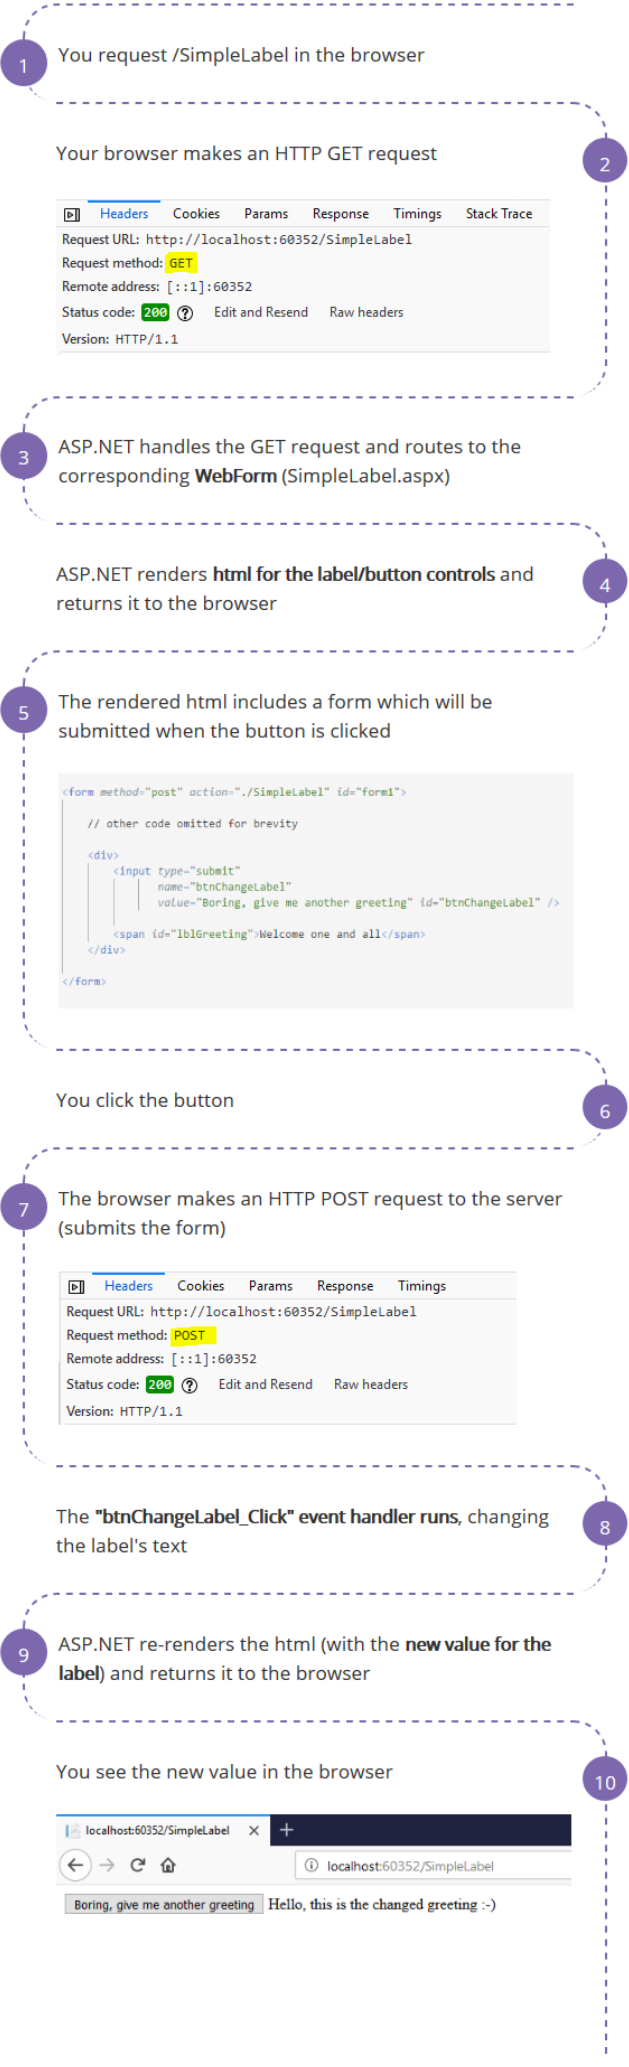 1
You request /SimpleLabel in the browser
Your browser makes an HTTP GET request
2
Headers Cookies Params Response Timings Stack Trace
Request URL: http://localhost:60352/SimpleLabel
Request method: GET
Remote address: [::1]:60352
Status code: 200 ? Edit and Resend Raw headers
Version: HTTP/1.1
3
ASP.NET handles the GET request and routes to the
corresponding WebForm (SimpleLabel.aspx)
ASP.NET renders html for the label/button controls and
returns it to the browser
4
5
The rendered html includes a form which will be
submitted when the button is clicked
<form method="post" action="./SimpleLabel" id="form1">
// other code omitted for brevity
<div>
<input type="submit"
name="btnChangeLabel"
value="Boring, give me another greeting" id="btnChangeLabel" />
<span id="lblGreeting">Welcome one and all</span>
</div>
</form>
You click the button
6
7
The browser makes an HTTP POST request to the server
(submits the form)
Headers Cookies Params Response Timings
Request URL: http://localhost:60352/SimpleLabel
Request method: POST
Remote address: [::1]:60352
Status code: 200 ? Edit and Resend Raw headers
Version: HTTP/1.1
The "btnChangeLabel_Click" event handler runs, changing
the label's text
8
9
ASP.NET re-renders the html (with the new value for the
label) and returns it to the browser
You see the new value in the browser
10
localhost:60352/SimpleLabel
localhost:60352/SimpleLabel
Boring, give me another greeting Hello, this is the changed greeting :-)